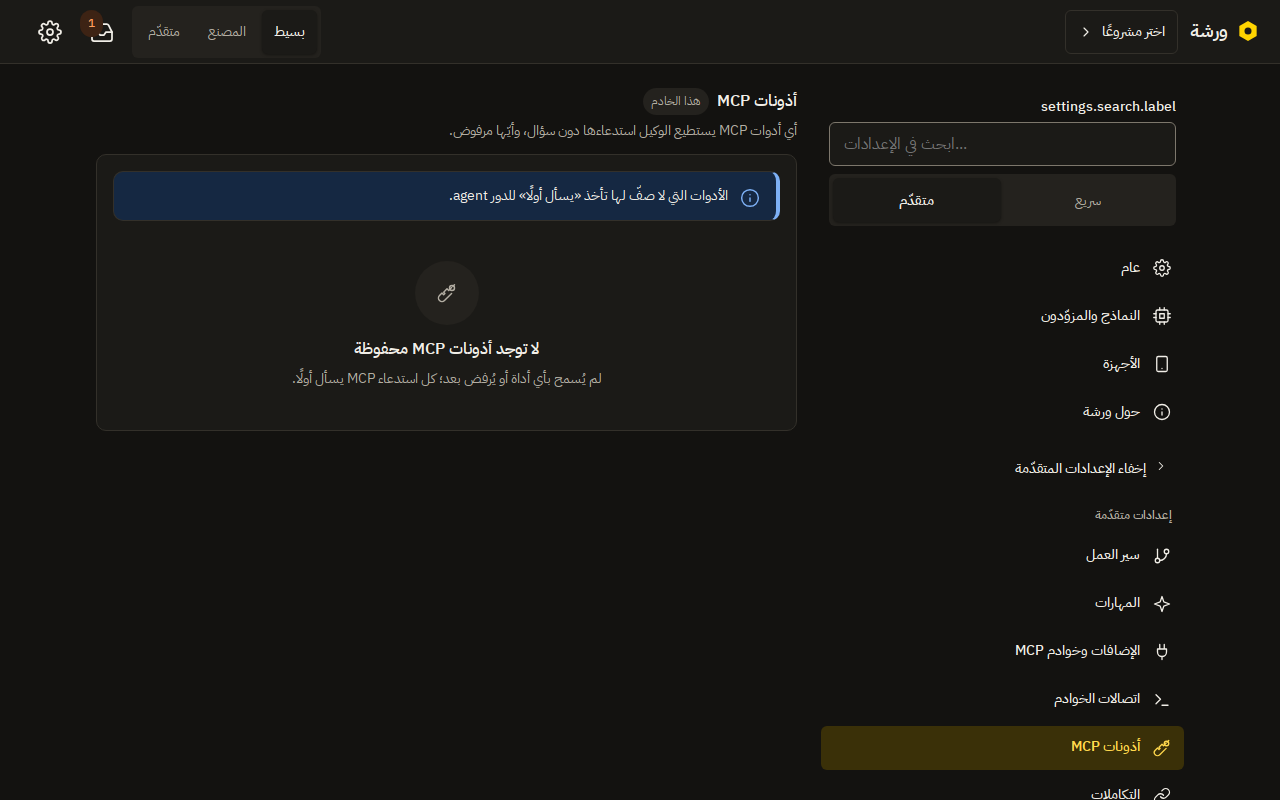 ورشة
اختر مشروعًا
بسيط
المصنع
متقدّم
1
settings.search.label
ابحث في الإعدادات...
سريع
متقدّم
عام
النماذج والمزوّدون
الأجهزة
حول ورشة
إخفاء الإعدادات المتقدّمة
إعدادات متقدّمة
سير العمل
المهارات
الإضافات وخوادم MCP
اتصالات الخوادم
أذونات MCP
التكاملات
أذونات MCP هذا الخادم
أي أدوات MCP يستطيع الوكيل استدعاءها دون سؤال، وأيّها مرفوض.
الأدوات التي لا صفّ لها تأخذ «يسأل أولًا» للدور agent.
لا توجد أذونات MCP محفوظة
لم يُسمح بأي أداة أو يُرفض بعد؛ كل استدعاء MCP يسأل أولًا.